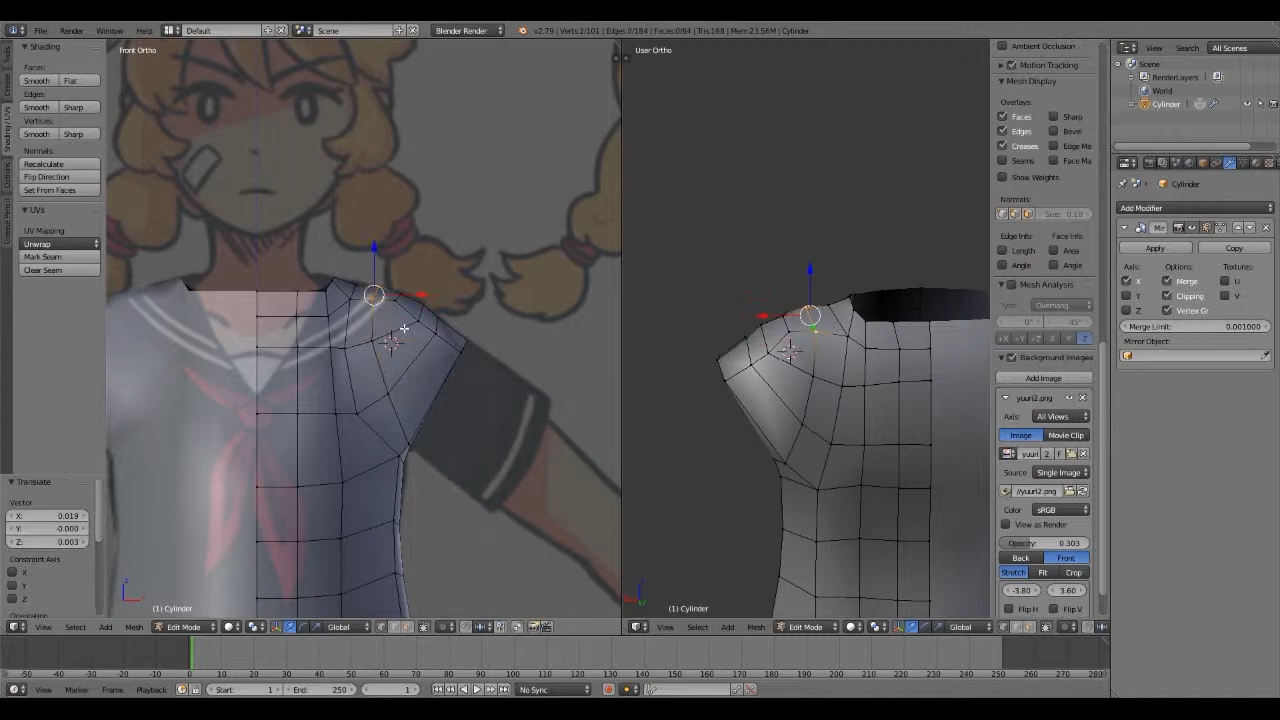 File Render Window Help Default Scene Blender Render v2.79 | Verts:2/101 | Edges:0/184 | Faces:0/84 | Tris:168 | Mem:23.56M | Cylinder
Shading
Faces:
Smooth Flat
Edges:
Smooth Sharp
Vertices:
Smooth Sharp
Normals:
Recalculate
Flip Direction
Set From Faces
UVs
UV Mapping:
Unwrap
Mark Seam
Clear Seam
Tools
Create
Shading / UVs
Options
Grease Pencil
Translate
Vector
X: 0.019
Y: -0.000
Z: 0.003
Constraint Axis
X
Y
Z
Orientation
Front Ortho
(1) Cylinder
User Ortho
(1) Cylinder
Ambient Occlusion
Motion Tracking
Mesh Display
Overlays:
Faces Sharp
Edges Bevel
Creases Edge Ma
Seams Face Ma
Show Weights
Normals:
Size: 0.10
Edge Info: Face Info:
Length Area
Angle Angle
Mesh Analysis
Type: Overhang
0° 45°
+X +Y +Z -X -Y -Z
Background Images
Add Image
yuuri2.png
Axis: All Views
Image Movie Clip
yuuri 2 F
Source Single Image
//yuuri2.png
Color: sRGB
View as Render
Opacity: 0.303
Back Front
Stretch Fit Crop
-3.80 3.60
Flip H Flip V
View Search All Scenes
Scene
RenderLayers
World
Cylinder
Cylinder
Add Modifier
Mir
Apply Copy
Axis: Options: Textures:
X Merge U
Y Clipping V
Z Vertex Gr
Merge Limit: 0.001000
Mirror Object:
View Select Add Mesh Edit Mode Global
View Select Add Mesh Edit Mode Global
-50 -40 -30 -20 -10 0 10 20 30 40 50 60 70 80 90 100 110 120 130 140 150 160 170 180 190 200 210 220 230 240 250 260 270 280
View Marker Frame Playback Start: 1 End: 250 1 No Sync